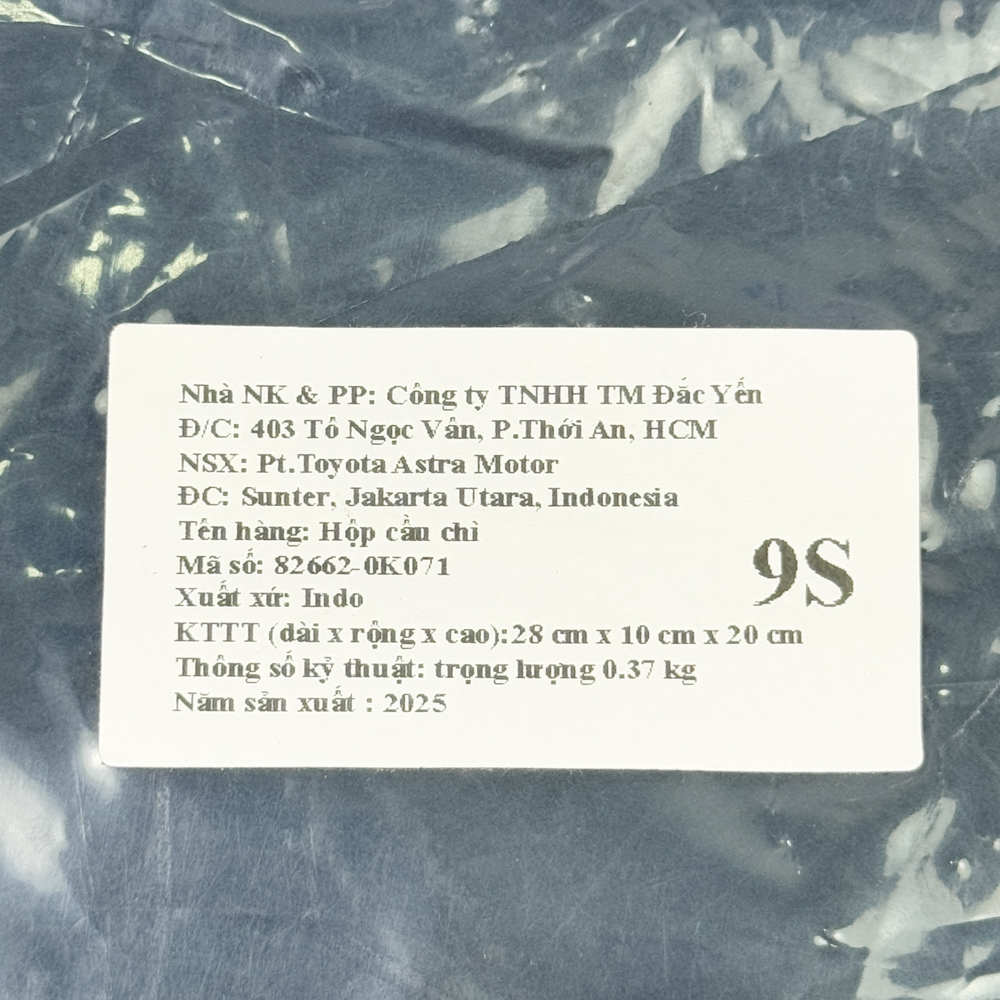 Nhà NK & PP: Công ty TNHH TM Đắc Yến
Đ/C: 403 Tô Ngọc Vân, P.Thới An, HCM
NSX: Pt.Toyota Astra Motor
ĐC: Sunter, Jakarta Utara, Indonesia
Tên hàng: Hộp cầu chì
Mã số: 82662-0K071
Xuất xứ: Indo
9S
KTTT (dài x rộng x cao):28 cm x 10 cm x 20 cm
Thông số kỷ thuật: trọng lượng 0.37 kg
Năm sản xuất : 2025